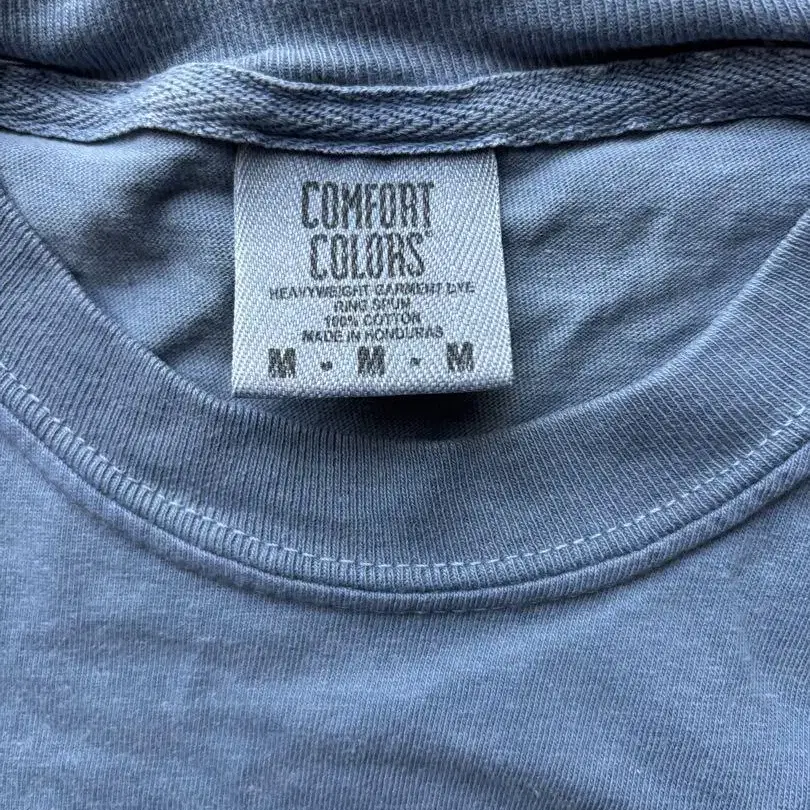 COMFORT
COLORS
HEAVYWEIGHT GARMENT DYE
RING SPUN
100% COTTON
MADE IN HONDURAS
M - M - M